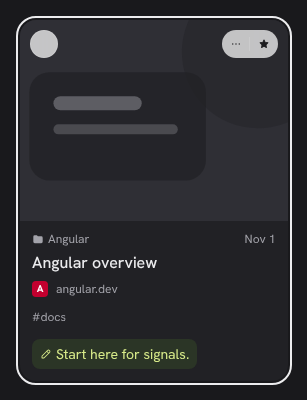 Angular
Nov 1
Angular overview
A
angular.dev
#docs
Start here for signals.